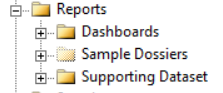 Reports
Dashboards
Sample Dossiers
Supporting Dataset